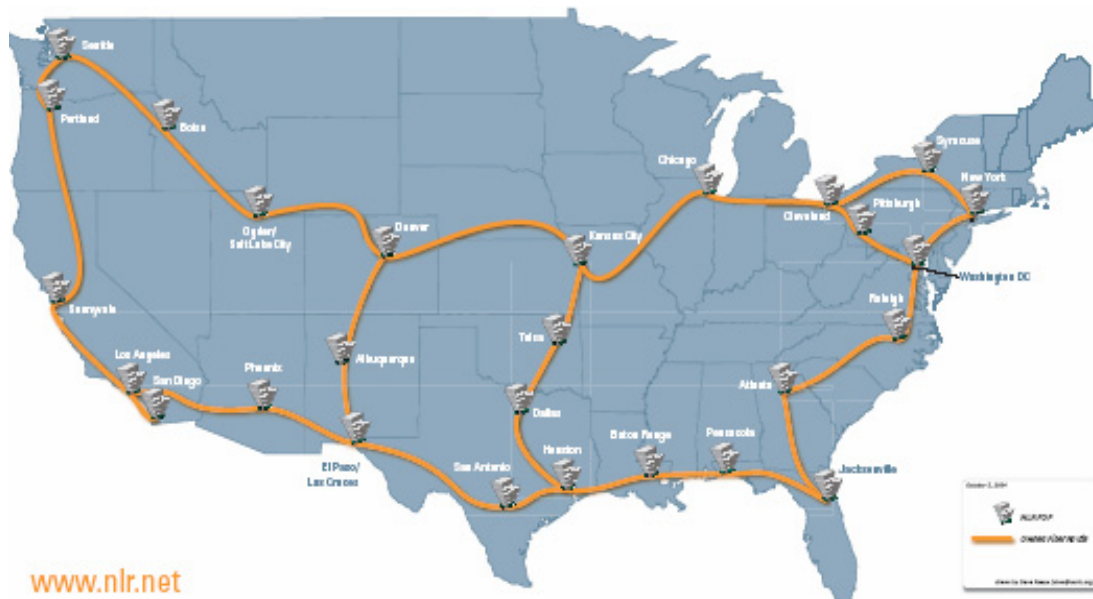 Seattle
Portland
Boise
Syracuse
Chicago
New York
Pittsburgh
Cleveland
Ogden/
Salt Lake City
Denver
Kansas City
Washington DC
Raleigh
Sunnyvale
Tulsa
Los Angeles
San Diego
Phoenix
Albuquerque
Atlanta
Dallas
Houston
Baton Rouge
Pensacola
San Antonio
El Paso/
Las Cruces
Jacksonville
NLR POP
www.nlr.net